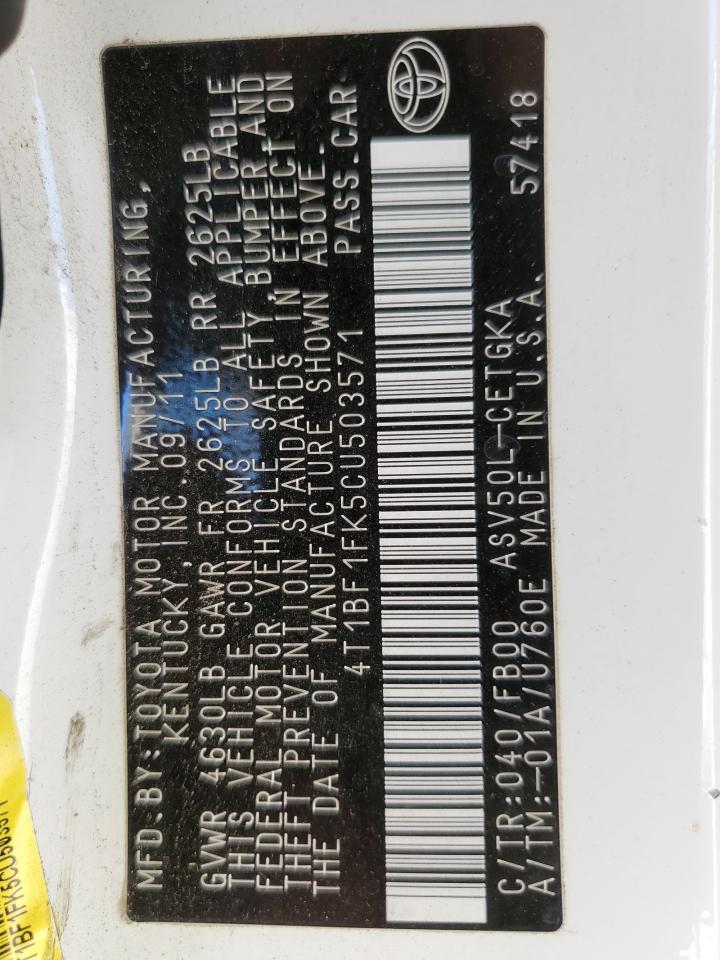 MFD.BY:TOYOTA MOTOR MANUFACTURING,
KENTUCKY,INC.09/11
GVWR 4630LB GAWR FR 2625LB RR 2625LB
THIS VEHICLE CONFORMS TO ALL APPLICABLE
FEDERAL MOTOR VEHICLE SAFETY,BUMPER,AND
THEFT PREVENTION STANDARDS IN EFFECT ON
THE DATE OF MANUFACTURE SHOWN ABOVE.
4T1BF1FK5CU503571 PASS.CAR
C/TR:040/FB00 ASV50L-CETGKA
A/TM:-01A/U760E MADE IN U.S.A. 57418
1BF1FK5CU503571